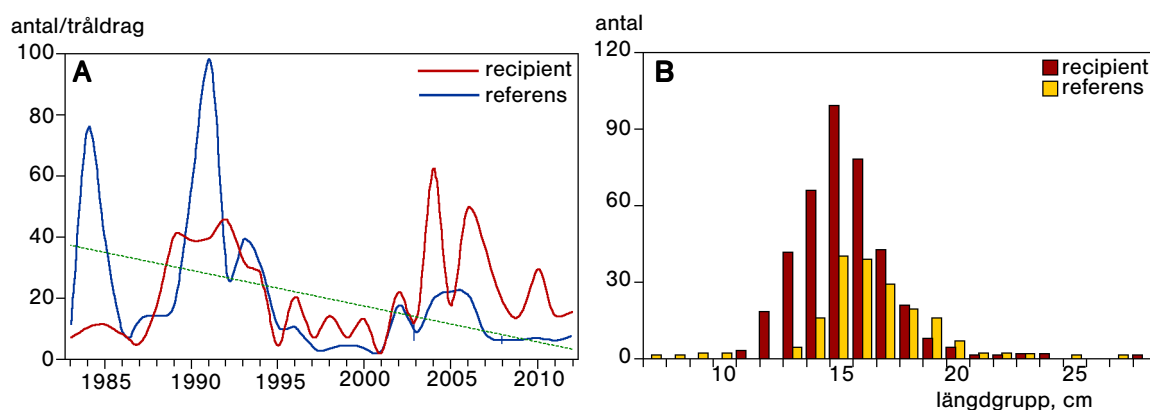 antal/tråldrag
100
80
60
40
20
0
A
recipient
referens
1985 1990 1995 2000 2005 2010
antal
120
90
60
30
0
B
recipient
referens
10 15 20 25
längdgrupp, cm